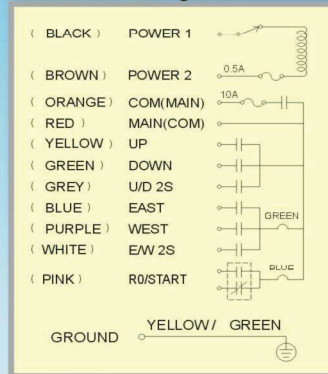 ( BLACK ) POWER 1
( BROWN ) POWER 2 0.5A
( ORANGE ) COM(MAIN) 10A
( RED ) MAIN(COM)
( YELLOW ) UP
( GREEN ) DOWN
( GREY ) U/D 2S
( BLUE ) EAST GREEN
( PURPLE ) WEST
( WHITE ) E/W 2S
( PINK ) R0/START BLUE
GROUND YELLOW/ GREEN